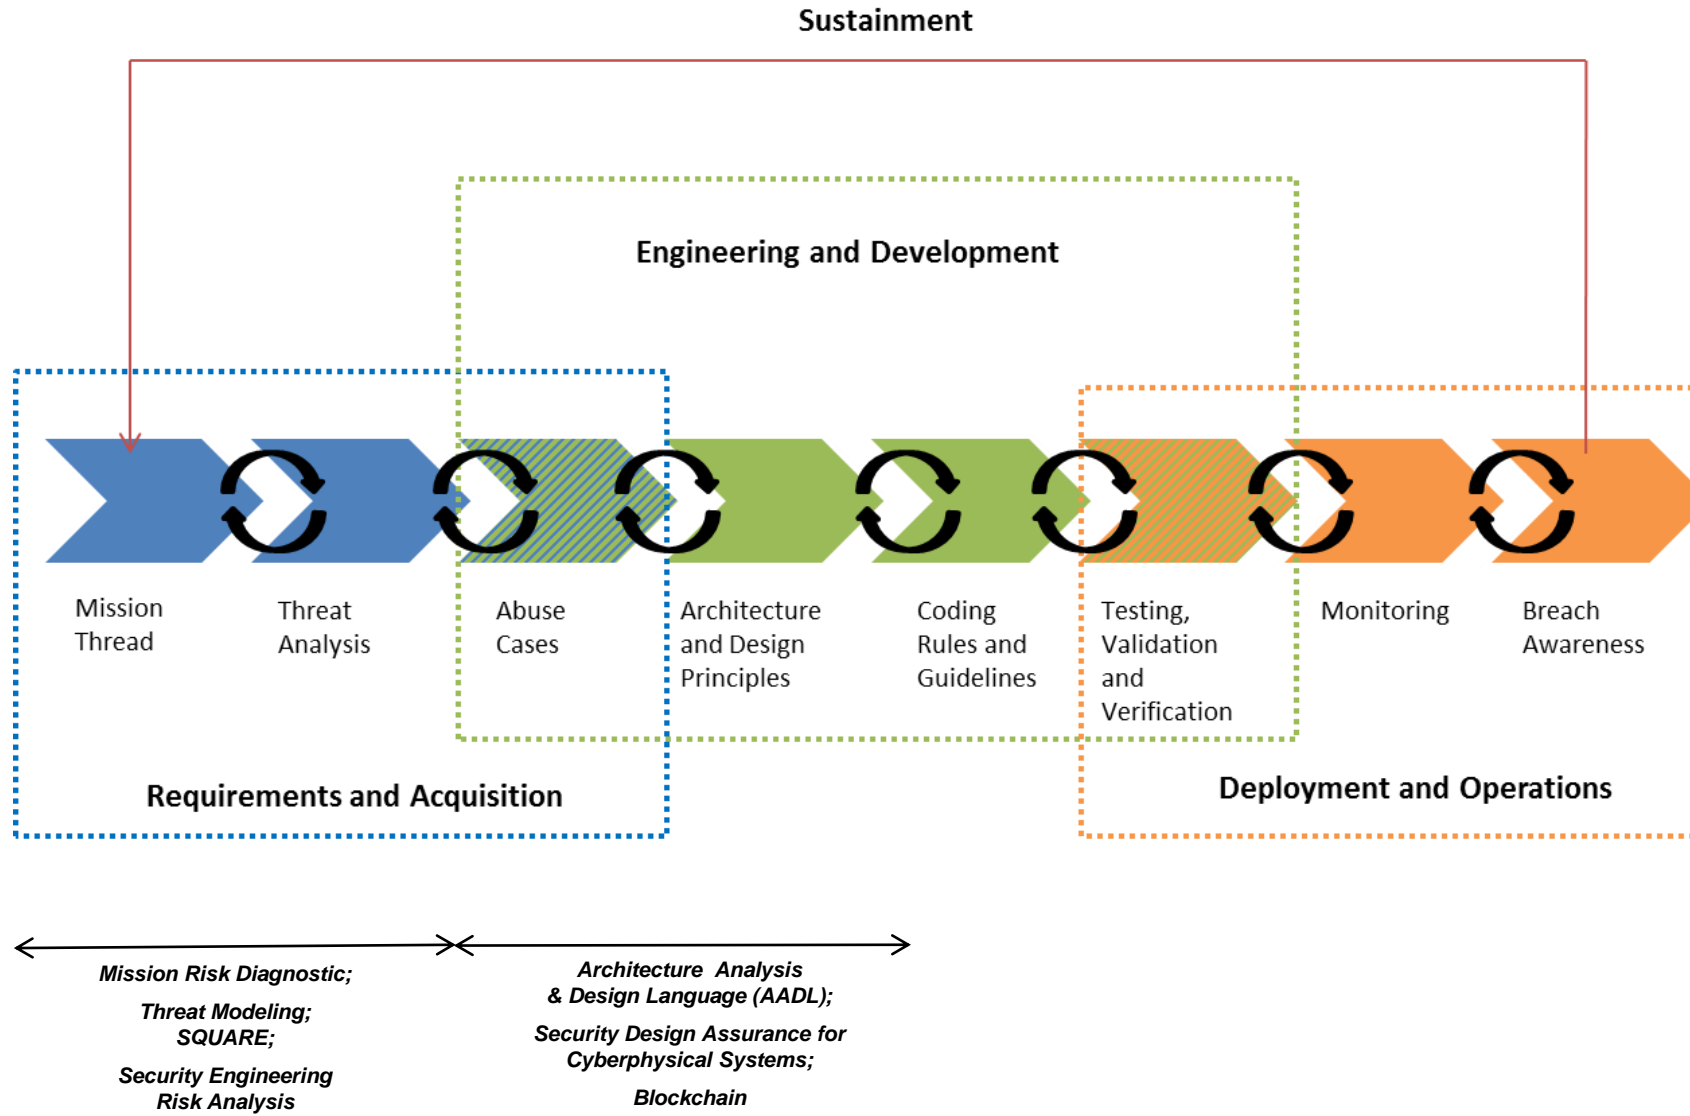 Sustainment
Engineering and Development
Mission
Thread
Threat
Analysis
Abuse
Cases
Architecture
and Design
Principles
Coding
Rules and
Guidelines
Testing,
Validation
and
Verification
Monitoring
Breach
Awareness
Requirements and Acquisition
Deployment and Operations
Mission Risk Diagnostic;
Threat Modeling;
SQUARE;
Security Engineering
Risk Analysis
Architecture Analysis
& Design Language (AADL);
Security Design Assurance for
Cyberphysical Systems;
Blockchain